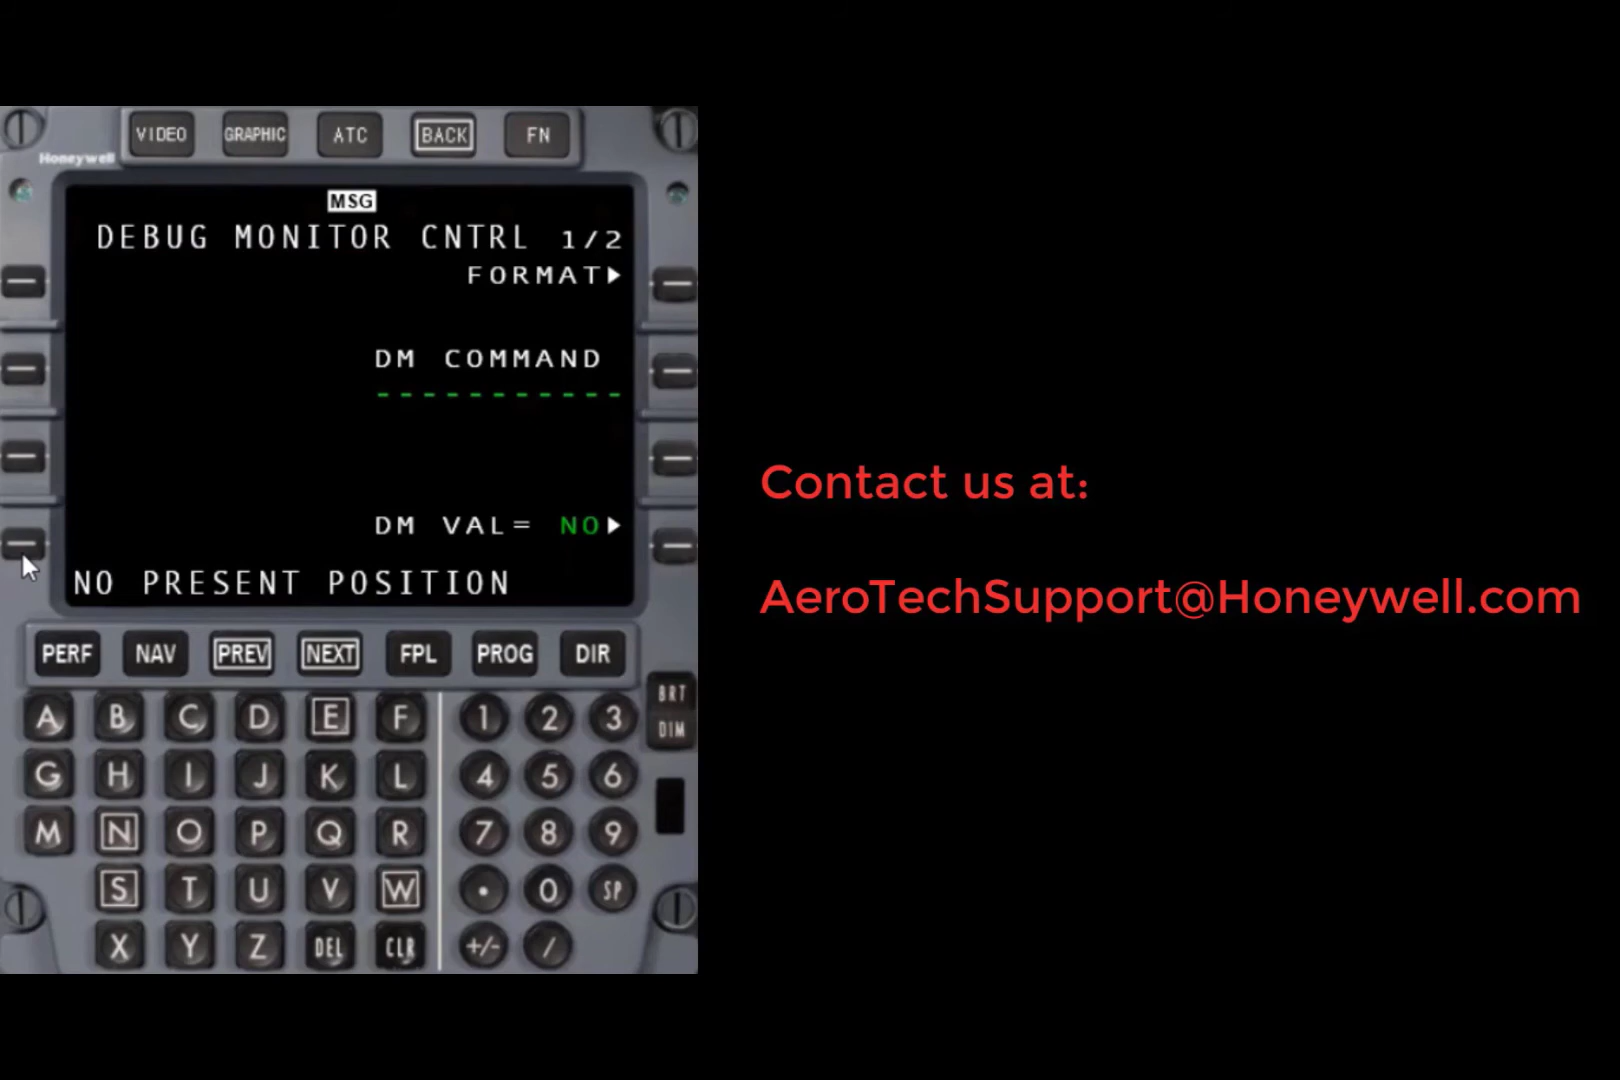 VIDEO GRAPHIC ATC BACK FN
Honeywell
MSG
DEBUG MONITOR CNTRL 1/2
FORMAT▶
DM COMMAND
-----------
DM VAL= NO▶
NO PRESENT POSITION
PERF NAV PREV NEXT FPL PROG DIR
BRT
DIM
A B C D E F 1 2 3
G H I J K L 4 5 6
M N O P Q R 7 8 9
S T U V W • 0 SP
X Y Z DEL CLR +/- /
Contact us at:
AeroTechSupport@Honeywell.com